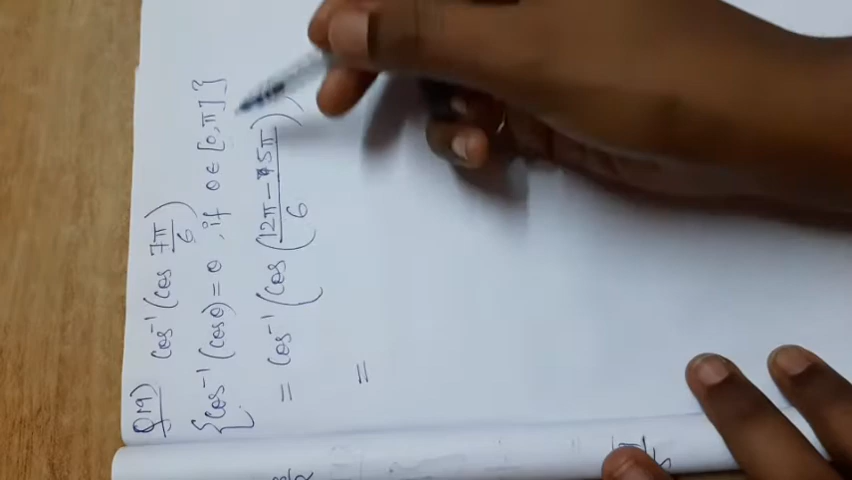 Q19) cos⁻¹(cos 7π/6)
{cos⁻¹(cosθ) = θ , if θ ∈ [0,π]}
= cos⁻¹(cos(12π - 5π/6))
=